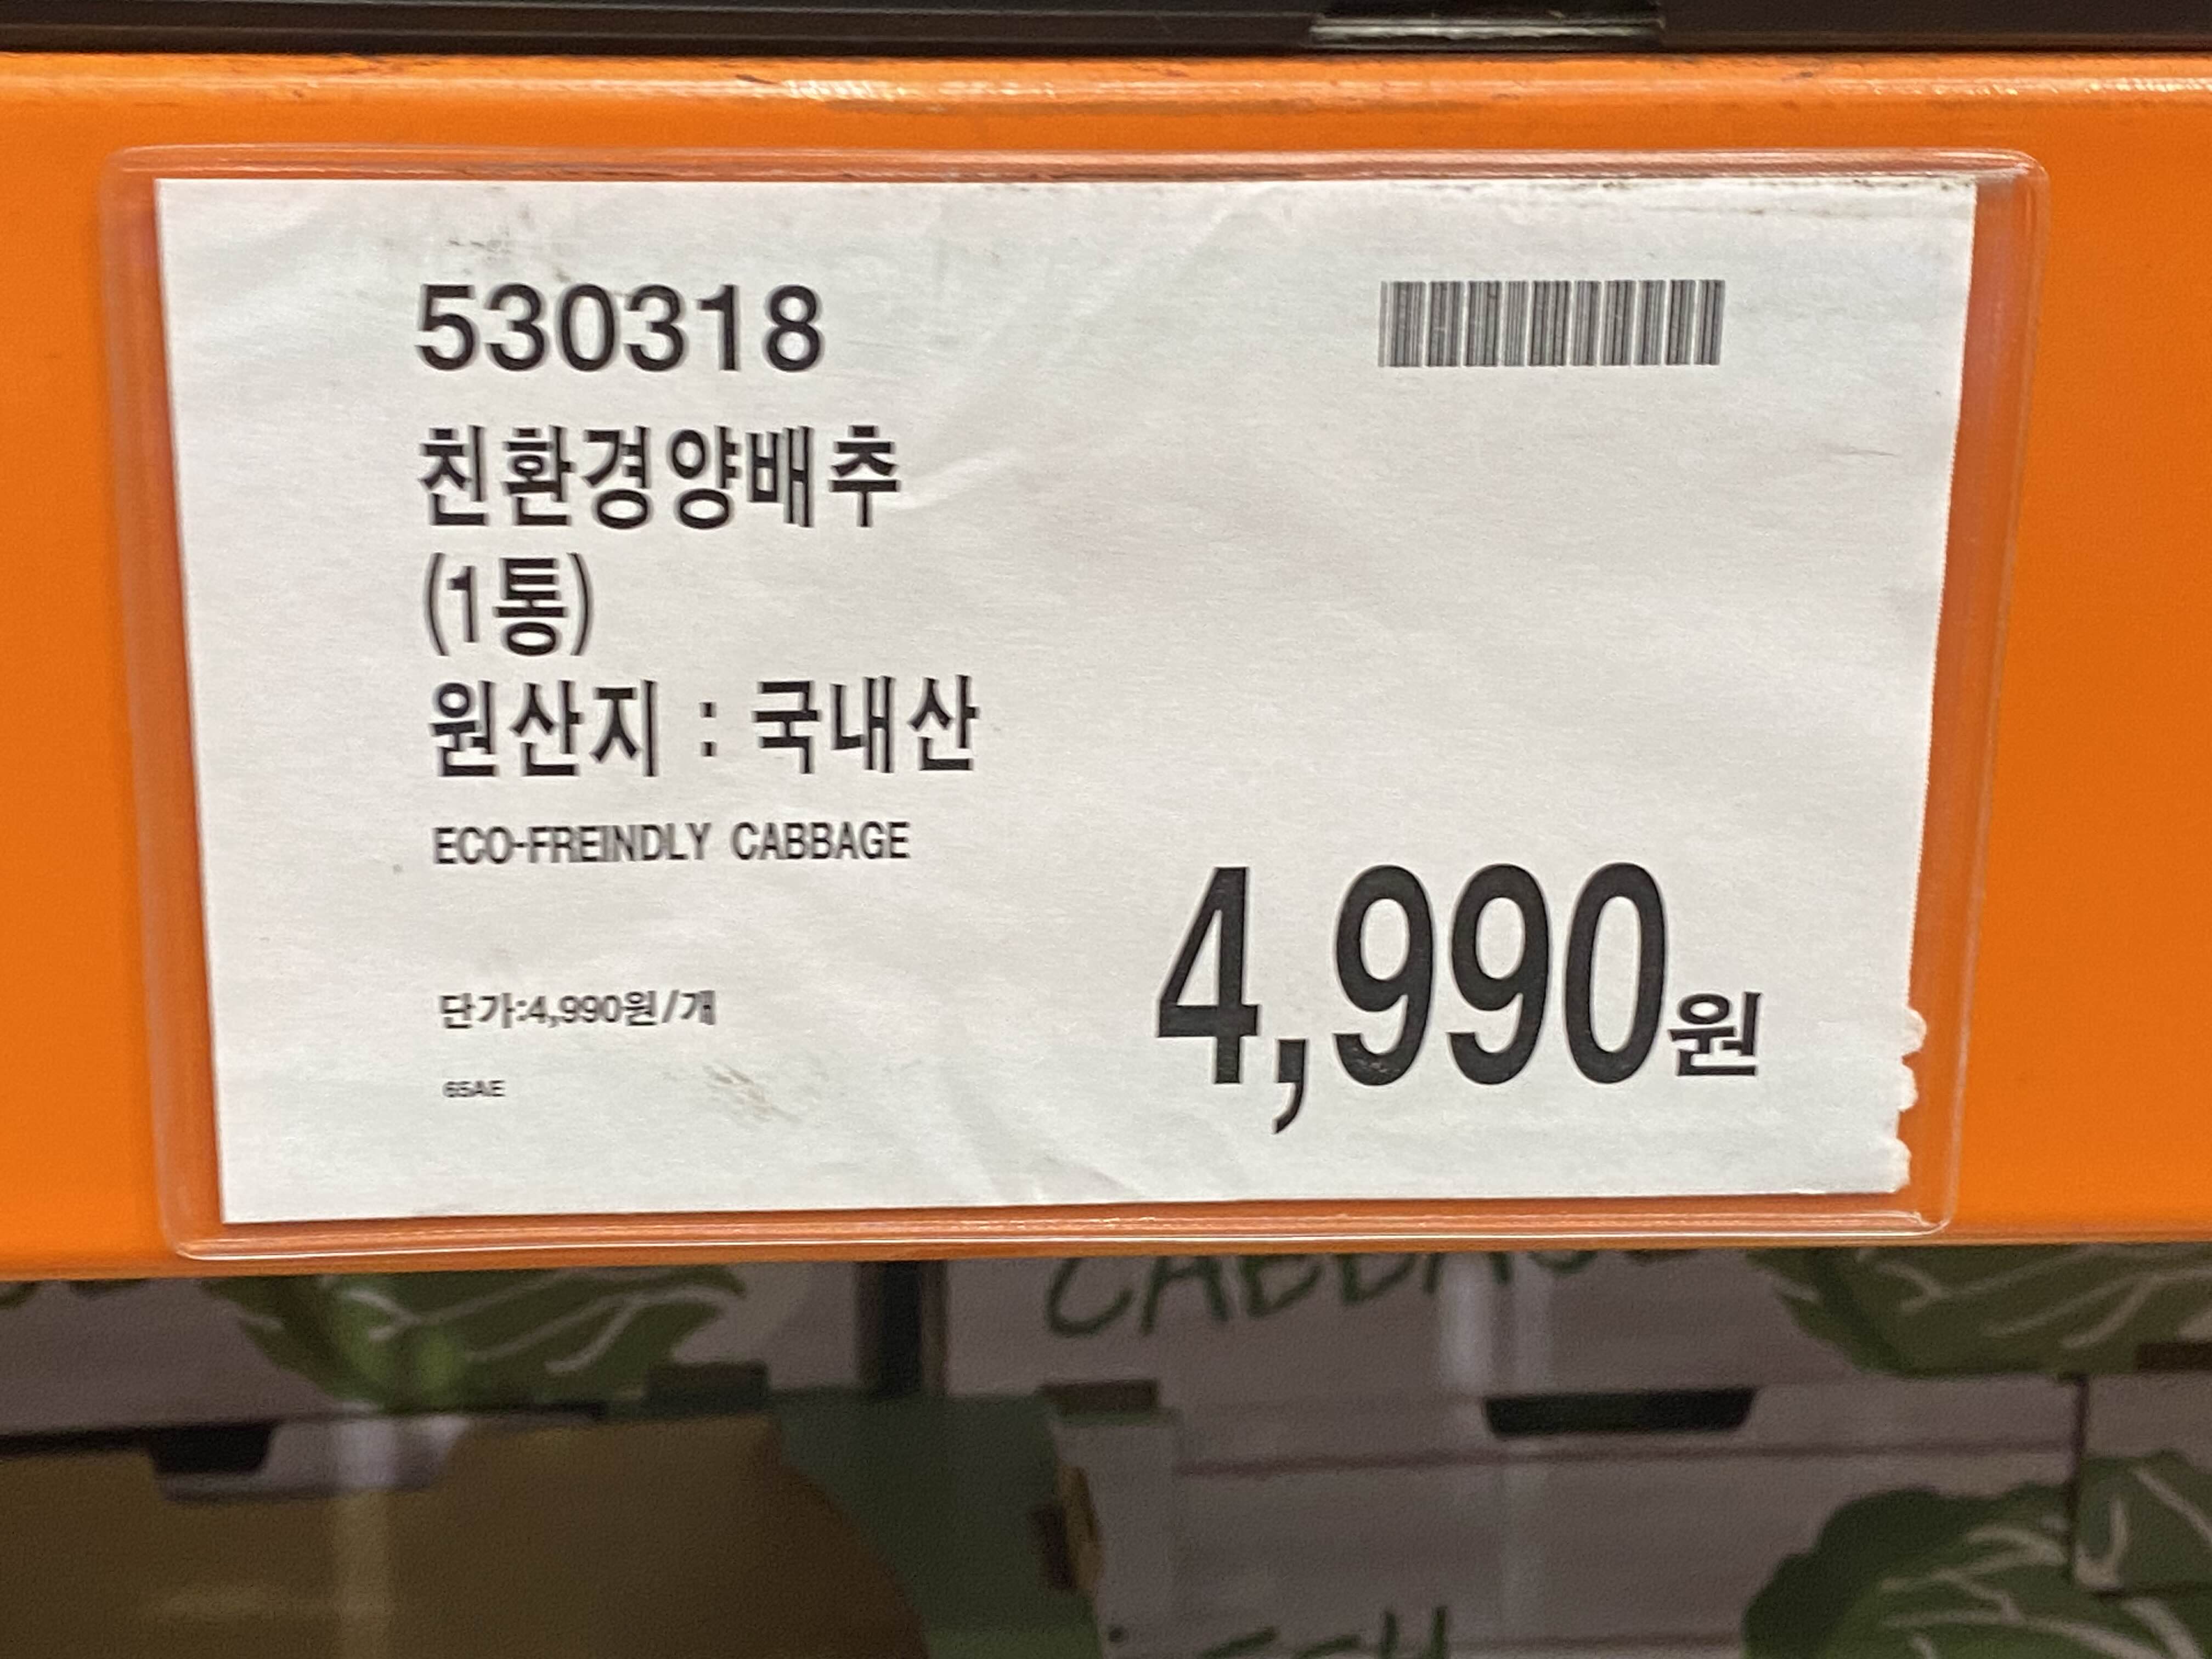 530318
친환경양배추
(1통)
원산지 : 국내산
ECO-FREINDLY CABBAGE
4,990원
단가:4,990원/개
65AE